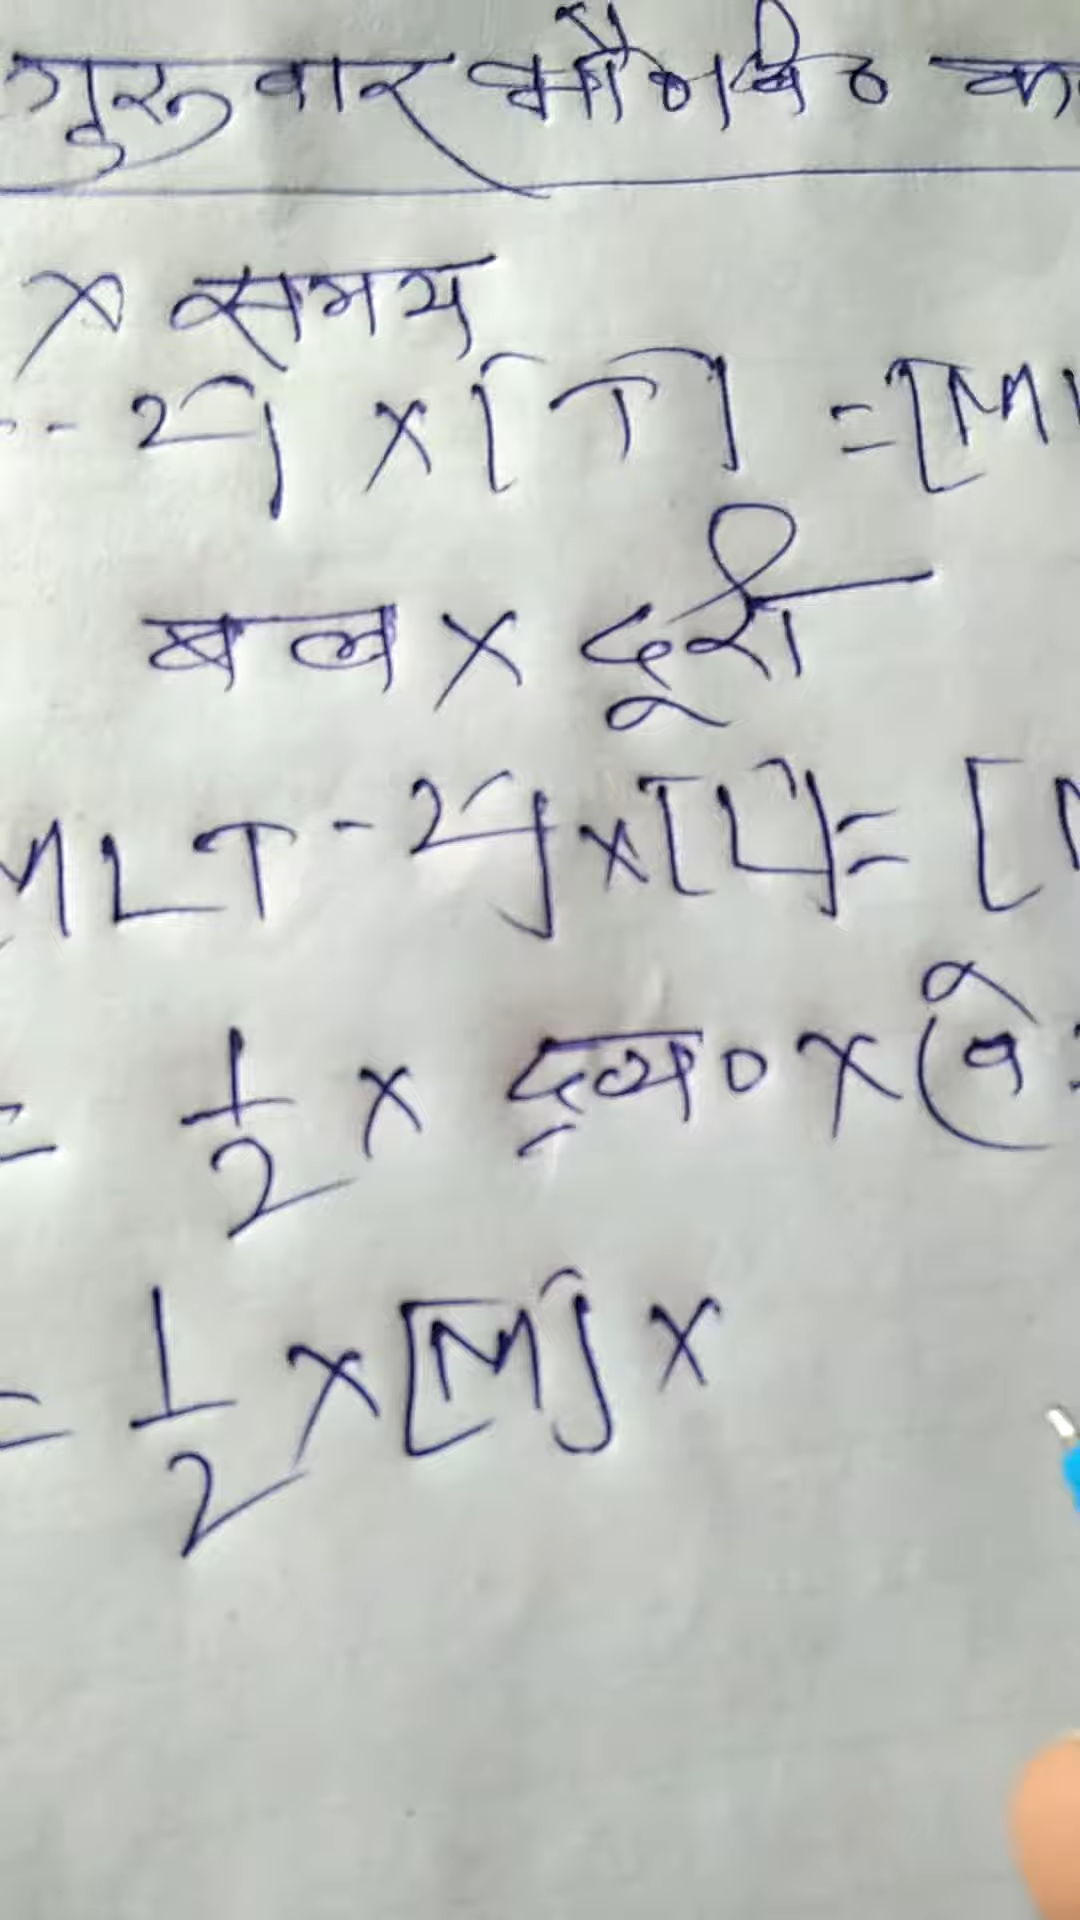 गुरुवार
× समय
-2] × [T] = [M
बल × दूरी
MLT-2] × [L] = [
= 1/2 × द्रव्य० × (वे
= 1/2 × [M] ×